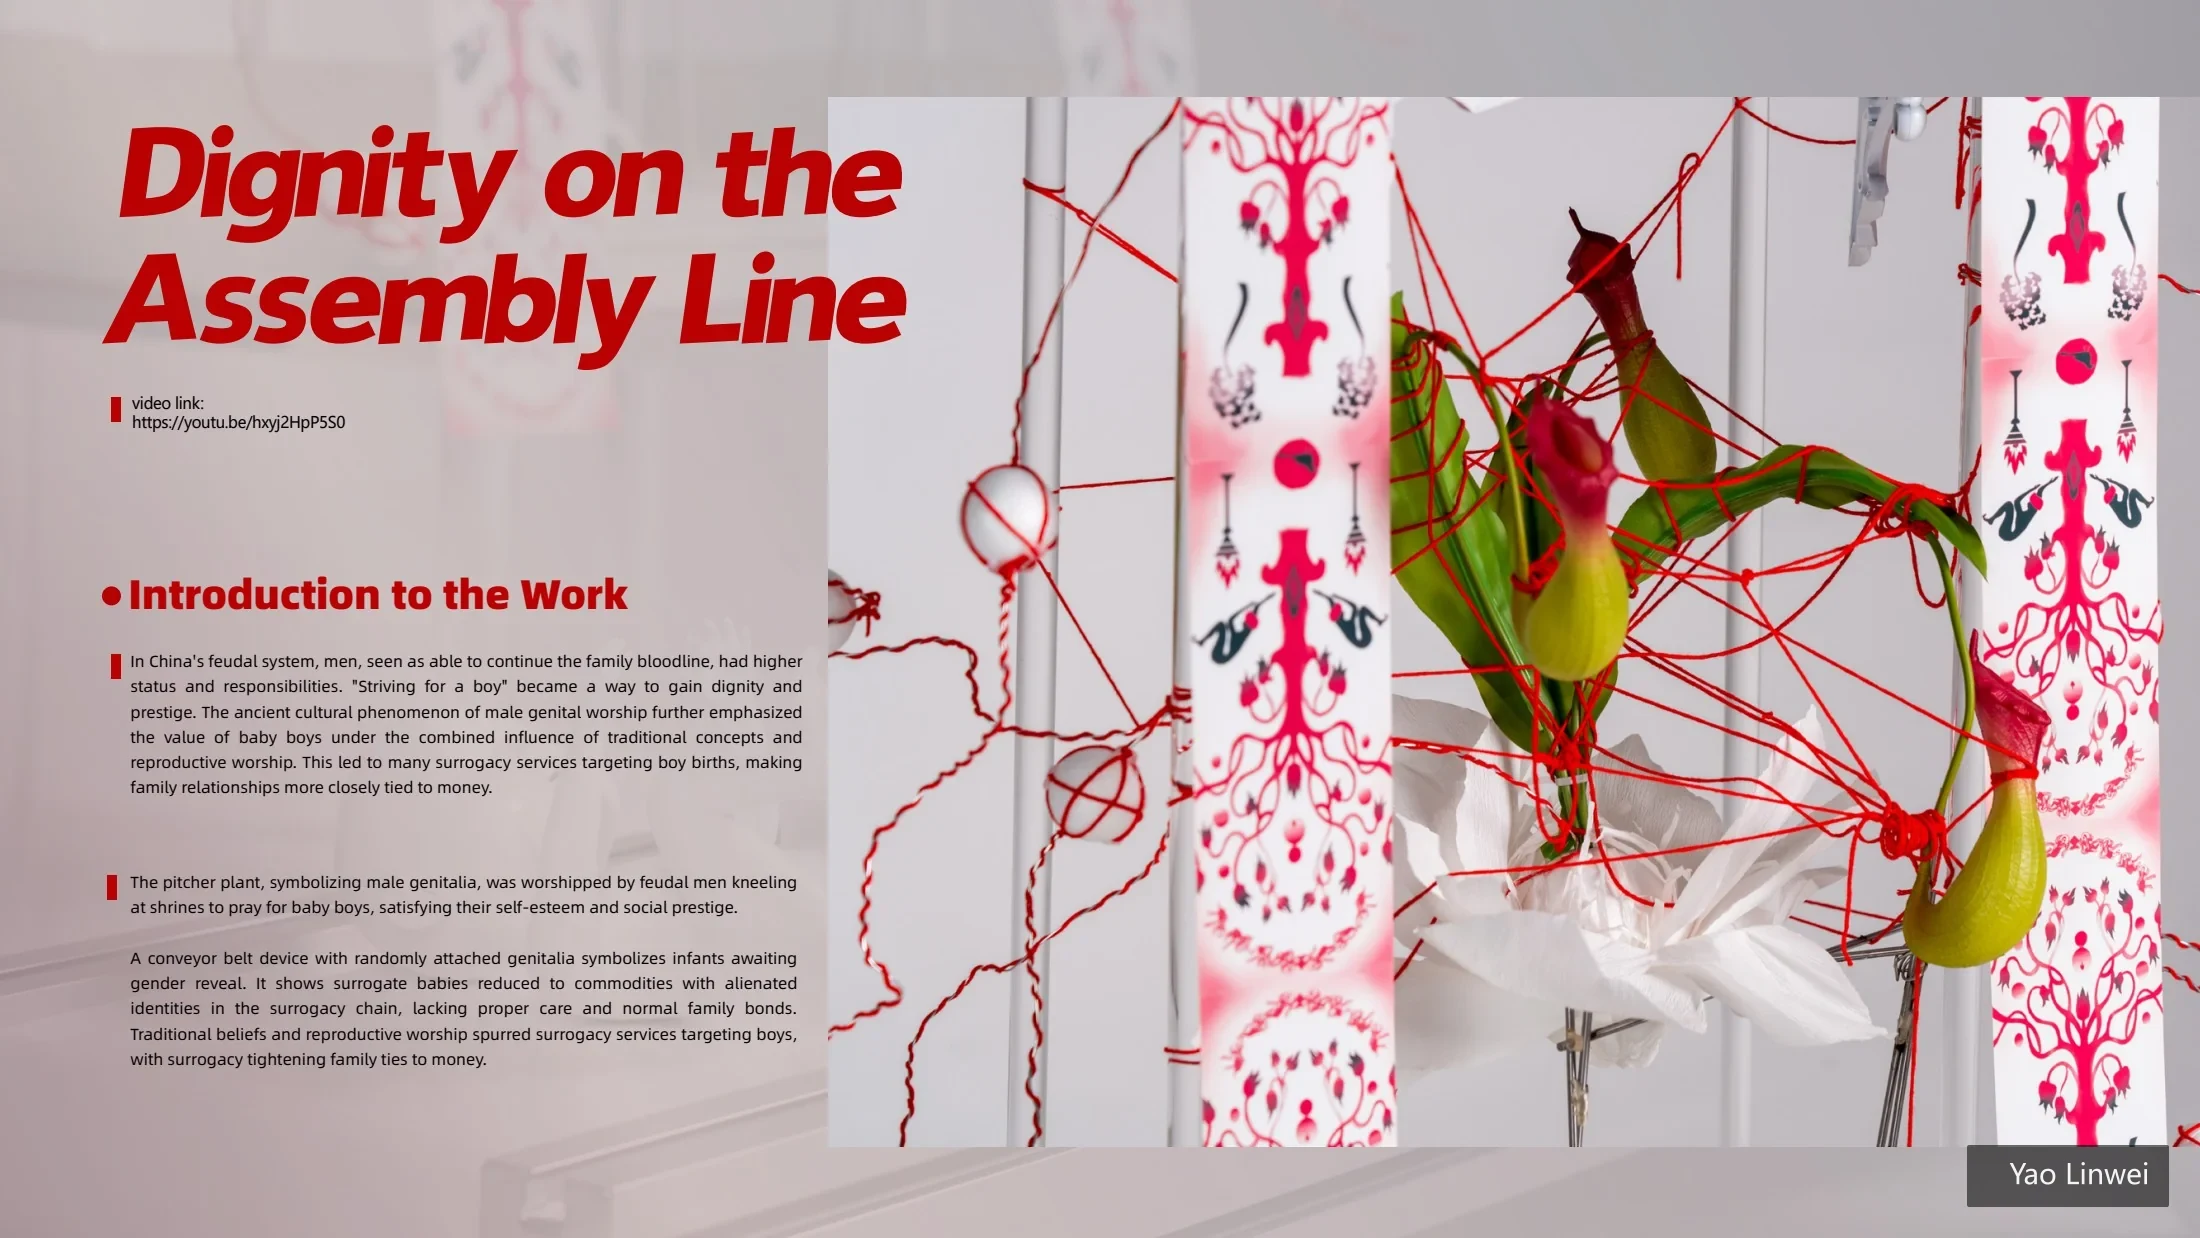 Dignity on the
Assembly Line
video link:
https://youtu.be/hxyj2HpP5S0
Introduction to the Work
In China's feudal system, men, seen as able to continue the family bloodline, had higher
status and responsibilities. "Striving for a boy" became a way to gain dignity and
prestige. The ancient cultural phenomenon of male genital worship further emphasized
the value of baby boys under the combined influence of traditional concepts and
reproductive worship. This led to many surrogacy services targeting boy births, making
family relationships more closely tied to money.
The pitcher plant, symbolizing male genitalia, was worshipped by feudal men kneeling
at shrines to pray for baby boys, satisfying their self-esteem and social prestige.
A conveyor belt device with randomly attached genitalia symbolizes infants awaiting
gender reveal. It shows surrogate babies reduced to commodities with alienated
identities in the surrogacy chain, lacking proper care and normal family bonds.
Traditional beliefs and reproductive worship spurred surrogacy services targeting boys,
with surrogacy tightening family ties to money.
Yao Linwei